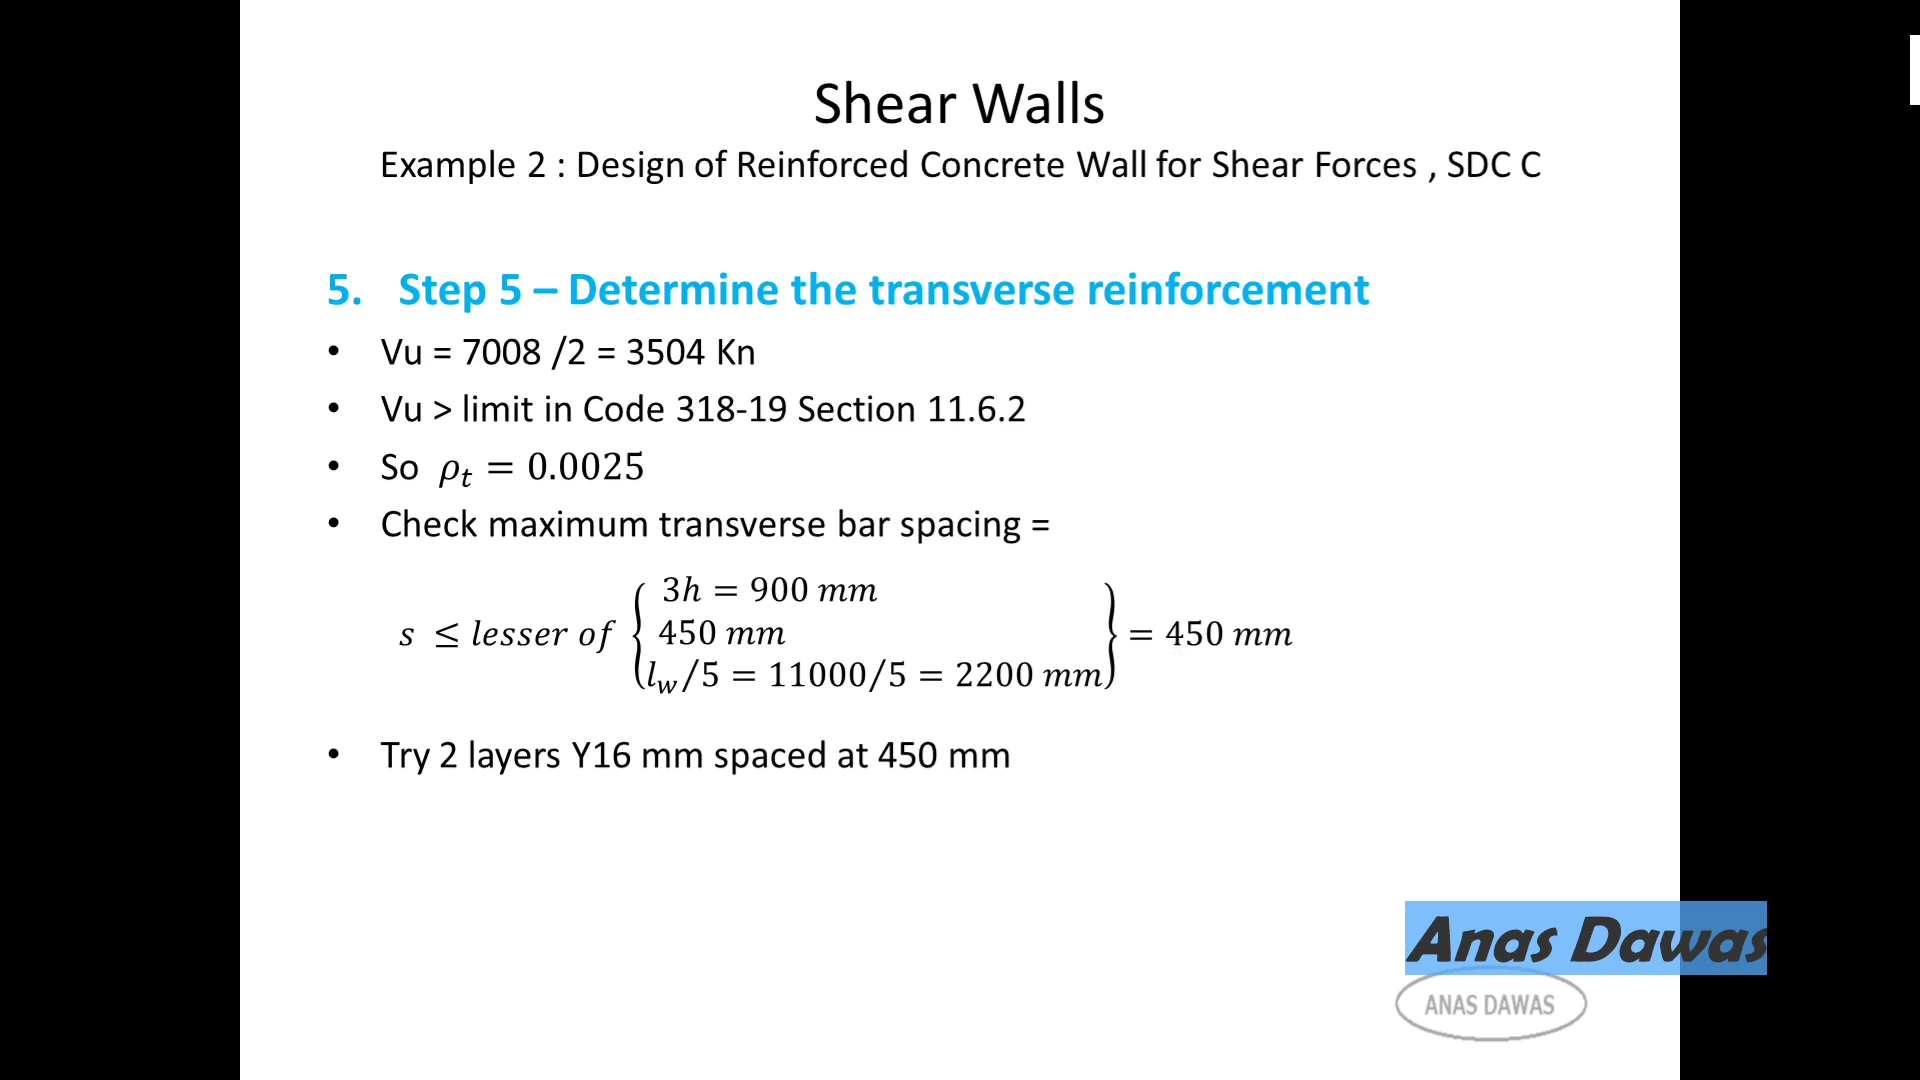 Shear Walls
Example 2 : Design of Reinforced Concrete Wall for Shear Forces , SDC C
5. Step 5 – Determine the transverse reinforcement
• Vu = 7008 /2 = 3504 Kn
• Vu > limit in Code 318-19 Section 11.6.2
• So ρₜ = 0.0025
• Check maximum transverse bar spacing =
3h = 900 mm
s ≤ lesser of { 450 mm } = 450 mm
l_w/5 = 11000/5 = 2200 mm
• Try 2 layers Y16 mm spaced at 450 mm
Anas Dawas
ANAS DAWAS